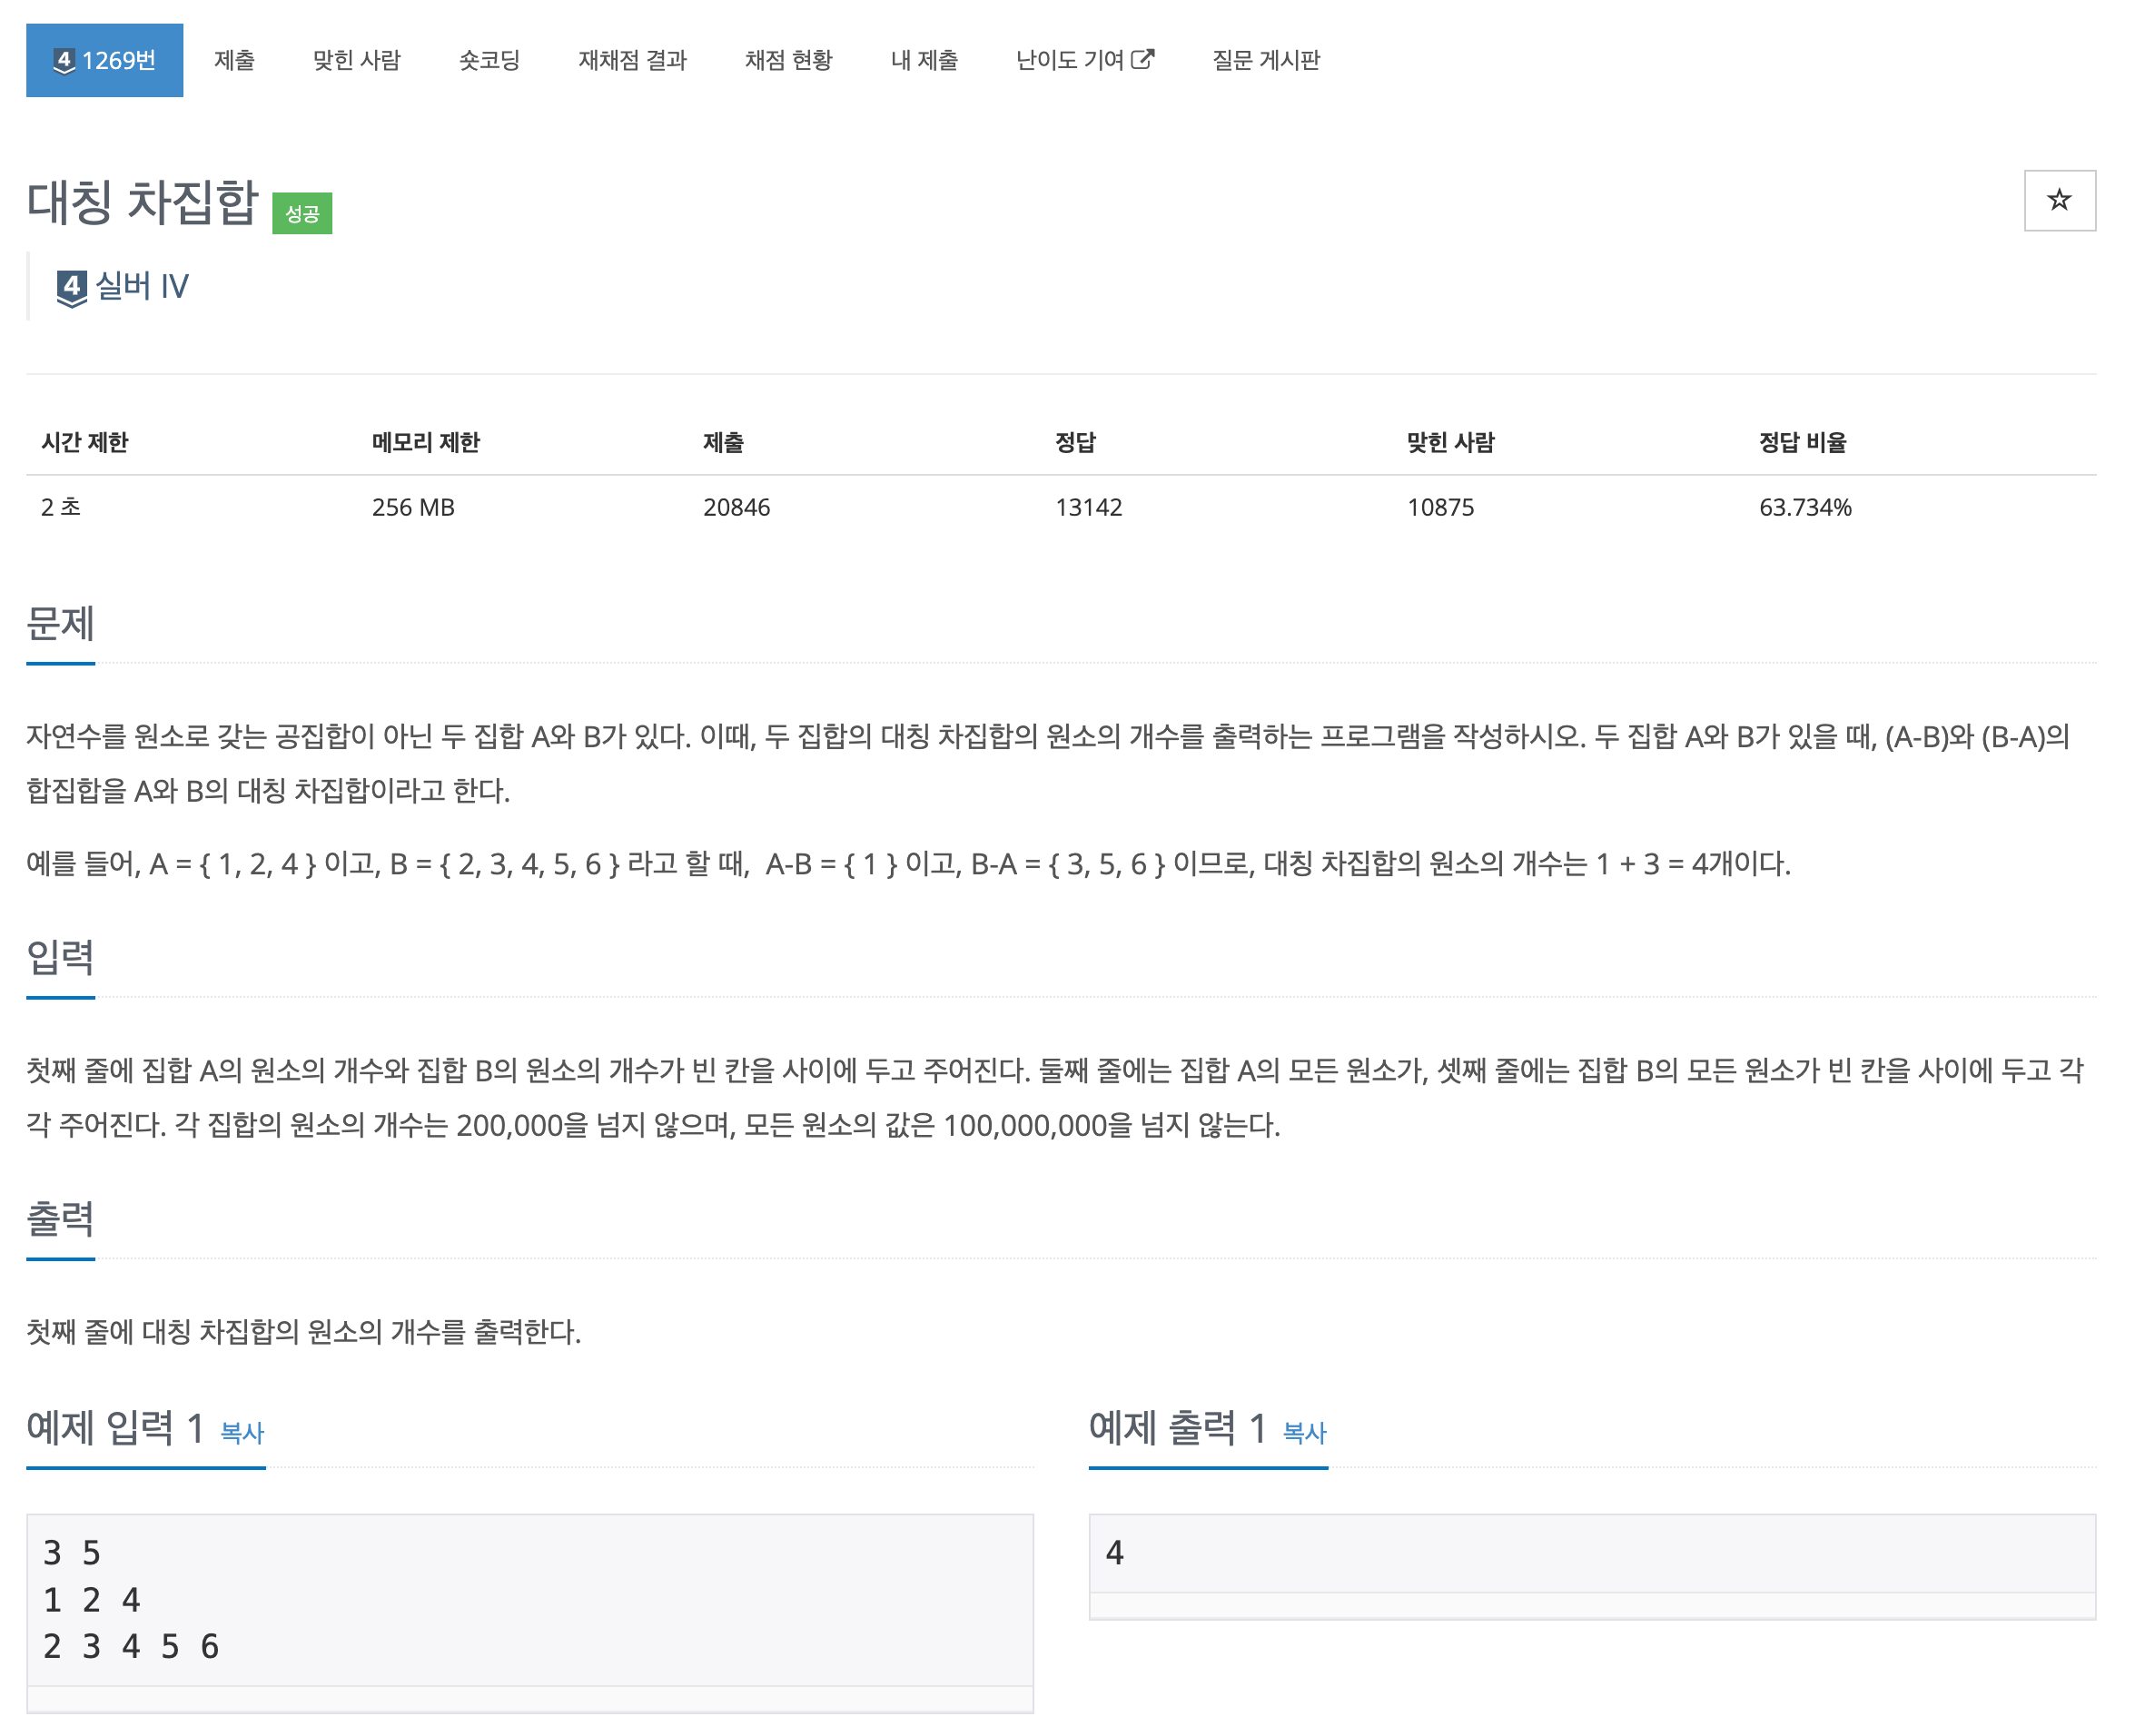 4 1269번 제출 맞힌 사람 숏코딩 재채점 결과 채점 현황 내 제출 난이도 기여 질문 게시판
대칭 차집합 성공
4 실버 IV
시간 제한 메모리 제한 제출 정답 맞힌 사람 정답 비율
2 초 256 MB 20846 13142 10875 63.734%
문제
자연수를 원소로 갖는 공집합이 아닌 두 집합 A와 B가 있다. 이때, 두 집합의 대칭 차집합의 원소의 개수를 출력하는 프로그램을 작성하시오. 두 집합 A와 B가 있을 때, (A-B)와 (B-A)의
합집합을 A와 B의 대칭 차집합이라고 한다.
예를 들어, A = { 1, 2, 4 } 이고, B = { 2, 3, 4, 5, 6 } 라고 할 때, A-B = { 1 } 이고, B-A = { 3, 5, 6 } 이므로, 대칭 차집합의 원소의 개수는 1 + 3 = 4개이다.
입력
첫째 줄에 집합 A의 원소의 개수와 집합 B의 원소의 개수가 빈 칸을 사이에 두고 주어진다. 둘째 줄에는 집합 A의 모든 원소가, 셋째 줄에는 집합 B의 모든 원소가 빈 칸을 사이에 두고 각
각 주어진다. 각 집합의 원소의 개수는 200,000을 넘지 않으며, 모든 원소의 값은 100,000,000을 넘지 않는다.
출력
첫째 줄에 대칭 차집합의 원소의 개수를 출력한다.
예제 입력 1 복사
3 5
1 2 4
2 3 4 5 6
예제 출력 1 복사
4